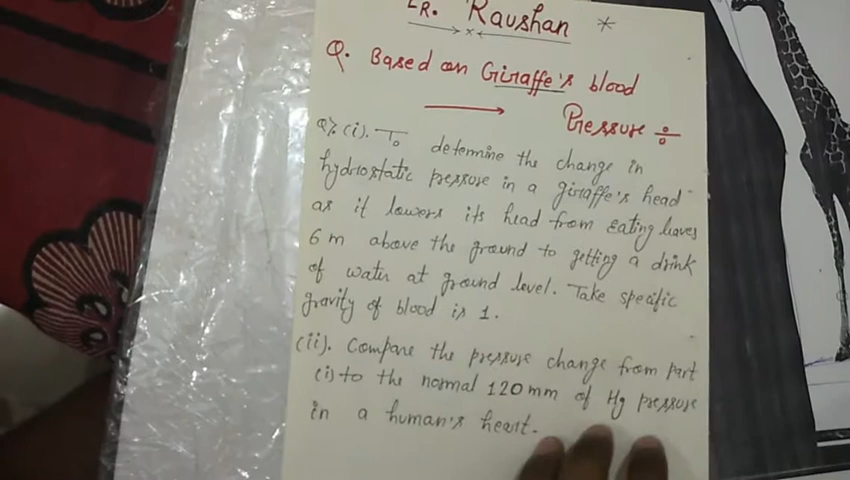 Er. Raushan *
Q. Based on Giraffe's blood
Pressure ÷
Q⁒ (i). To determine the change in
hydrostatic pressure in a giraffe's head
as it lowers its head from eating leaves
6 m above the ground to getting a drink
of water at ground level. Take specific
gravity of blood is 1.
(ii). Compare the pressure change from part
(i) to the normal 120 mm of Hg pressure
in a human's heart.